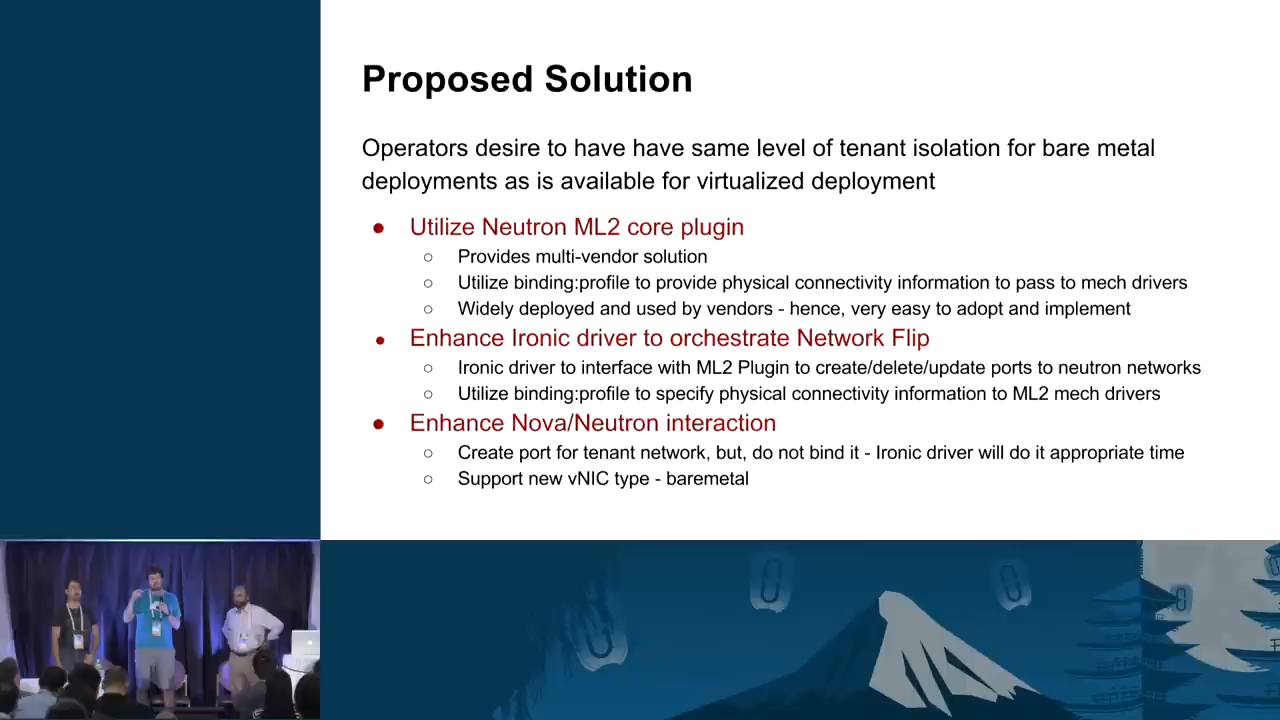 Proposed Solution
Operators desire to have have same level of tenant isolation for bare metal
deployments as is available for virtualized deployment
● Utilize Neutron ML2 core plugin
○ Provides multi-vendor solution
○ Utilize binding:profile to provide physical connectivity information to pass to mech drivers
○ Widely deployed and used by vendors - hence, very easy to adopt and implement
● Enhance Ironic driver to orchestrate Network Flip
○ Ironic driver to interface with ML2 Plugin to create/delete/update ports to neutron networks
○ Utilize binding:profile to specify physical connectivity information to ML2 mech drivers
● Enhance Nova/Neutron interaction
○ Create port for tenant network, but, do not bind it - Ironic driver will do it appropriate time
○ Support new vNIC type - baremetal